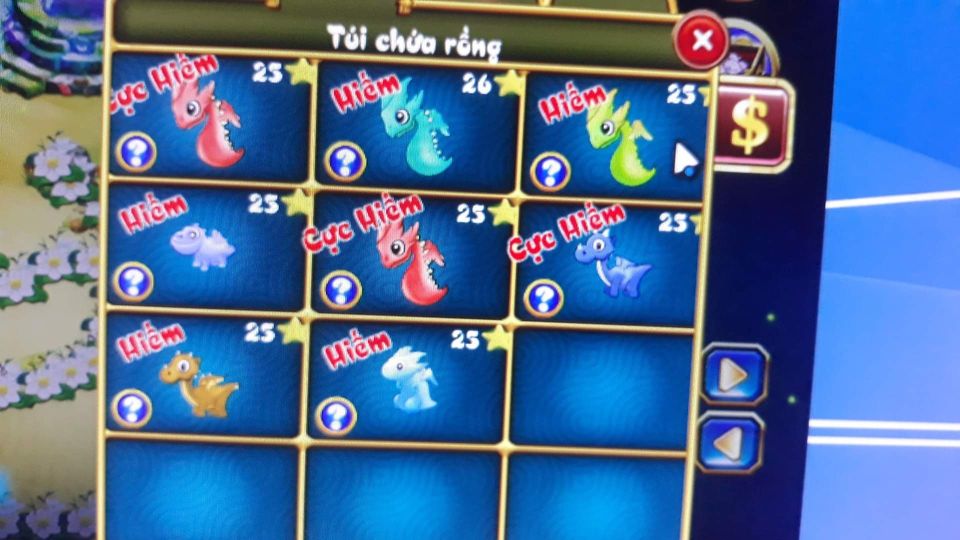 Túi chứa rồng
Cực Hiếm 25
Hiếm 26
Hiếm 25
$
?
?
?
Hiếm 25
Cực Hiếm 25
Cực Hiếm 25
?
?
?
Hiếm 25
Hiếm 25
?
?